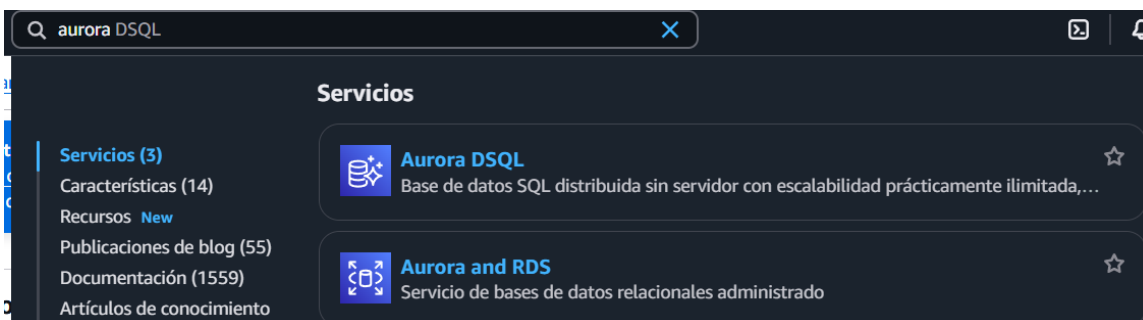 aurora DSQL
Servicios
Servicios (3)
Características (14)
Recursos New
Publicaciones de blog (55)
Documentación (1559)
Artículos de conocimiento
Aurora DSQL
Base de datos SQL distribuida sin servidor con escalabilidad prácticamente ilimitada,...
Aurora and RDS
Servicio de bases de datos relacionales administrado